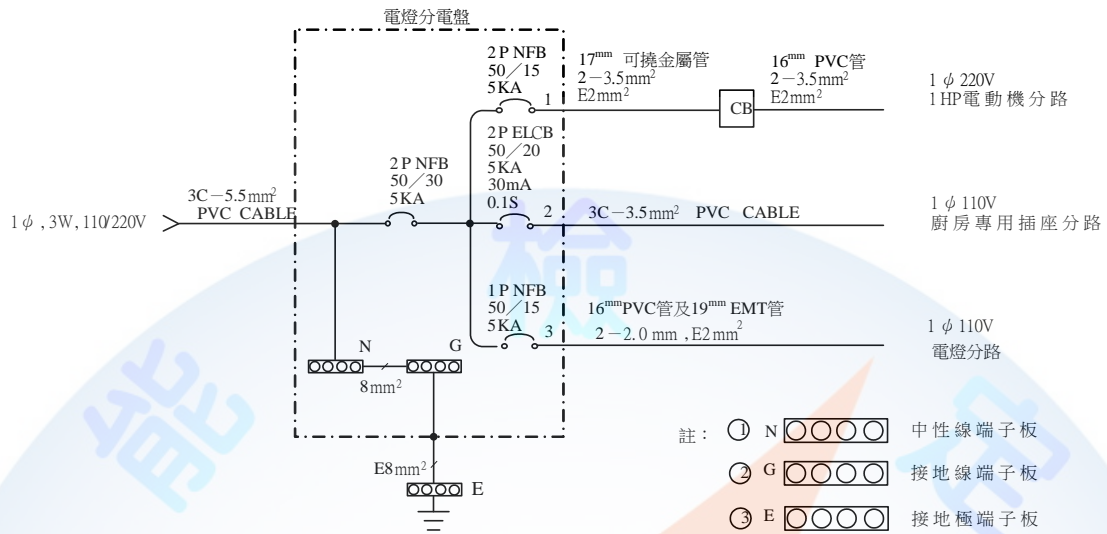 電燈分電盤
2P NFB
50/15
5KA
1
17mm 可撓金屬管
2-3.5mm²
E2mm²
CB
16mm PVC管
2-3.5mm²
E2mm²
1φ 220V
1HP電動機分路
1φ, 3W, 110/220V
3C-5.5mm²
PVC CABLE
2P NFB
50/30
5KA
2P ELCB
50/20
5KA
30mA
0.1S
2
3C-3.5mm² PVC CABLE
1φ 110V
廚房專用插座分路
1P NFB
50/15
5KA
3
16mmPVC管及19mm EMT管
2-2.0mm,E2mm²
1φ 110V
電燈分路
N
G
8mm²
E8mm²
E
註: ① N 中性線端子板
② G 接地線端子板
③ E 接地極端子板
能
檢
定